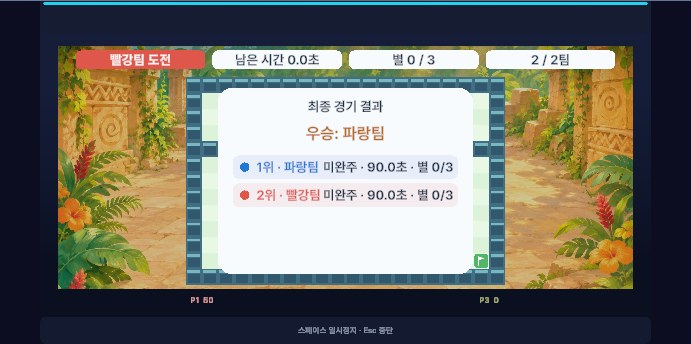 빨강팀 도전 남은 시간 0.0초 별 0 / 3 2 / 2팀
최종 경기 결과
우승: 파랑팀
1위 · 파랑팀 미완주 · 90.0초 · 별 0/3
2위 · 빨강팀 미완주 · 90.0초 · 별 0/3
P1 60 P3 0
스페이스 일시정지 · Esc 중단